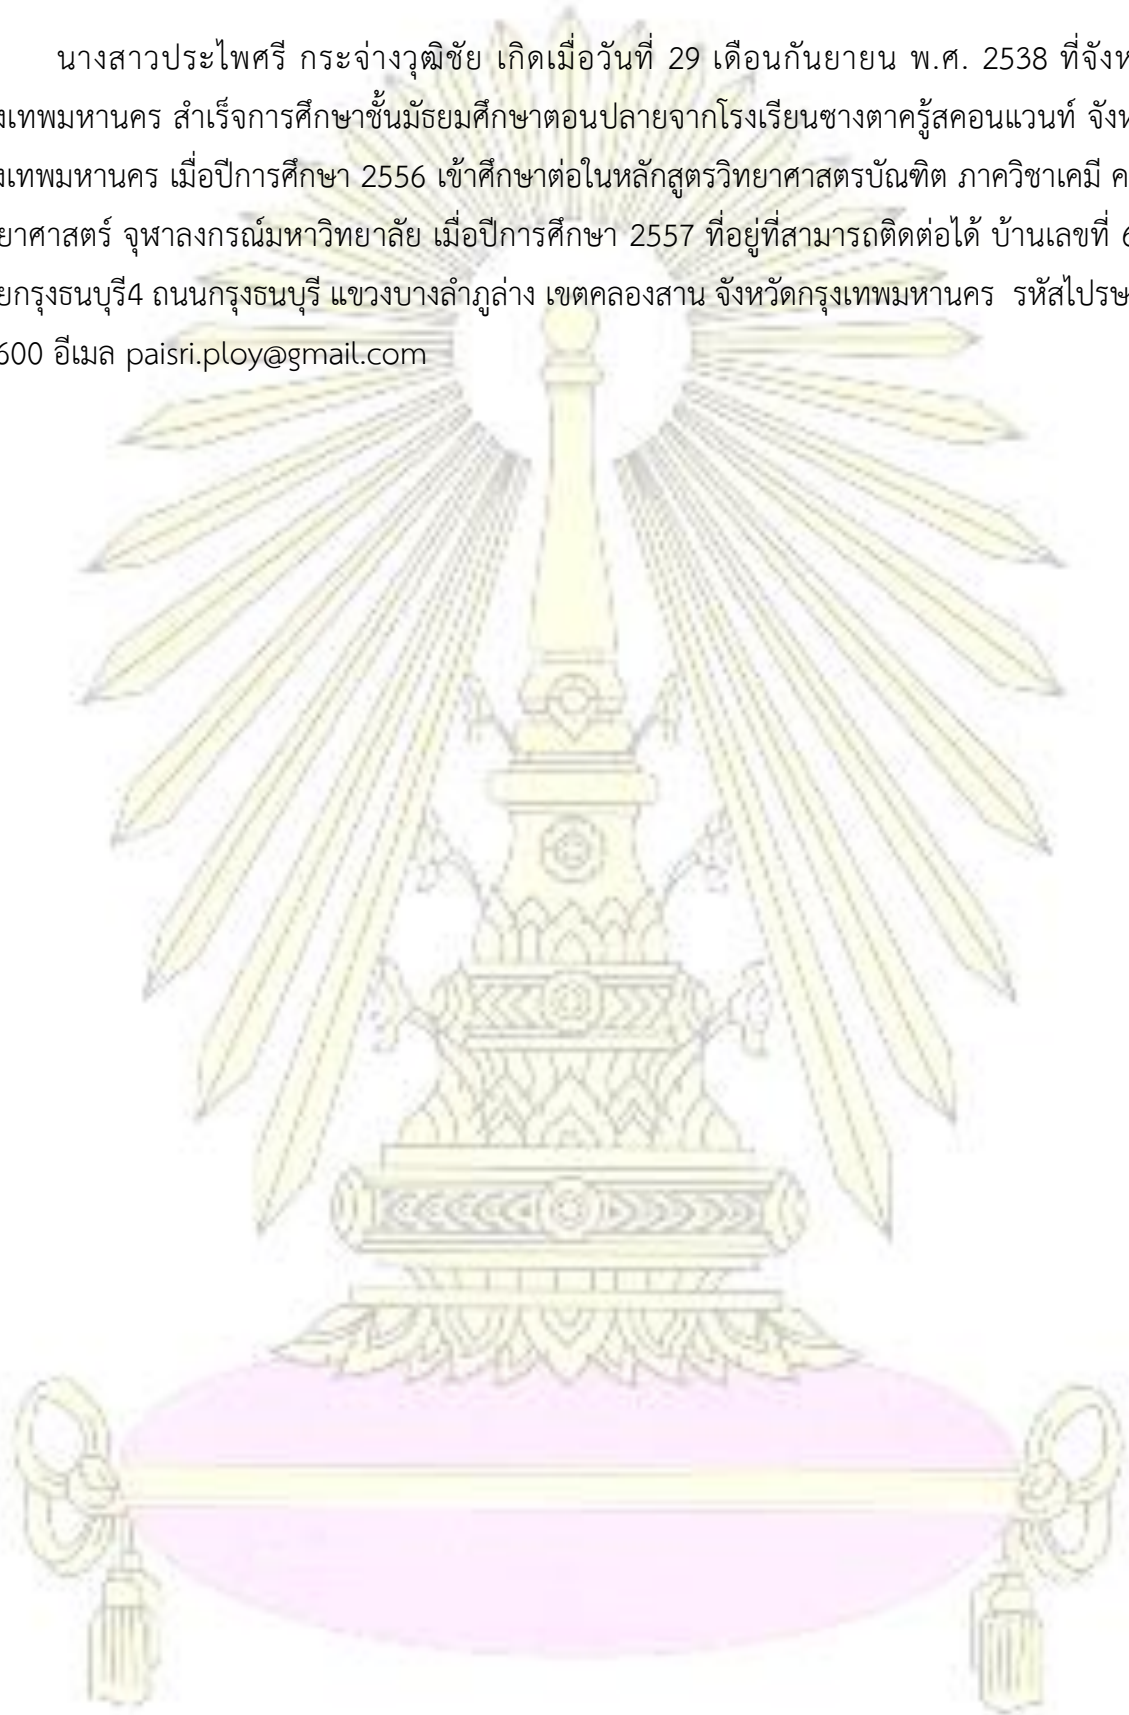 นางสาวประไพศรี กระจ่างวุฒิชัย เกิดเมื่อวันที่ 29 เดือนกันยายน พ.ศ. 2538 ที่จังห
งเทพมหานคร สำเร็จการศึกษาชั้นมัธยมศึกษาตอนปลายจากโรงเรียนซางตาครู้สคอนแวนท์ จังห
งเทพมหานคร เมื่อปีการศึกษา 2556 เข้าศึกษาต่อในหลักสูตรวิทยาศาสตรบัณฑิต ภาควิชาเคมี ค
ยาศาสตร์ จุฬาลงกรณ์มหาวิทยาลัย เมื่อปีการศึกษา 2557 ที่อยู่ที่สามารถติดต่อได้ บ้านเลขที่
ยกรุงธนบุรี4 ถนนกรุงธนบุรี แขวงบางลำภูล่าง เขตคลองสาน จังหวัดกรุงเทพมหานคร รหัสไปรษ
600 อีเมล paisri.ploy@gmail.com